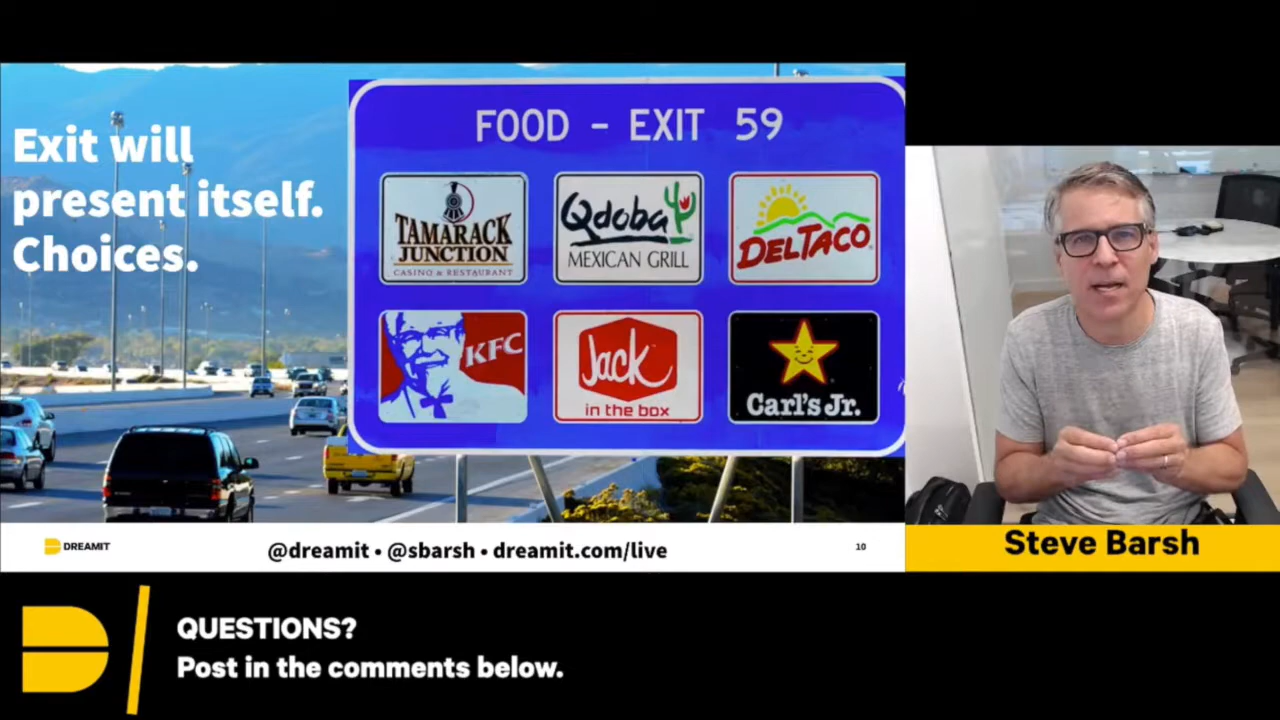 Exit will
present itself.
Choices.
FOOD - EXIT 59
TAMARACK
JUNCTION
CASINO & RESTAURANT
Qdoba
MEXICAN GRILL
DEL TACO
KFC
Jack
in the box
Carl's Jr.
DREAMIT
@dreamit • @sbarsh • dreamit.com/live
10
Steve Barsh
QUESTIONS?
Post in the comments below.